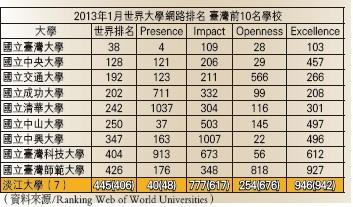 2013年1月世界大學網路排名 臺灣前10名學校
大學 世界排名 Presence Impact Openness Excellence
國立臺灣大學 38 4 109 28 103
國立中央大學 128 121 206 29 457
國立交通大學 192 123 211 566 266
國立成功大學 202 711 332 99 208
國立清華大學 242 1037 304 116 301
國立中山大學 250 37 503 145 497
國立中興大學 347 163 1007 22 496
國立臺灣科技大學 404 913 673 56 612
國立臺灣師範大學 426 176 348 818 927
淡江大學(7) 445(406) 40(48) 777(617) 254(676) 946(942)
(資料來源/Ranking Web of World Universities)